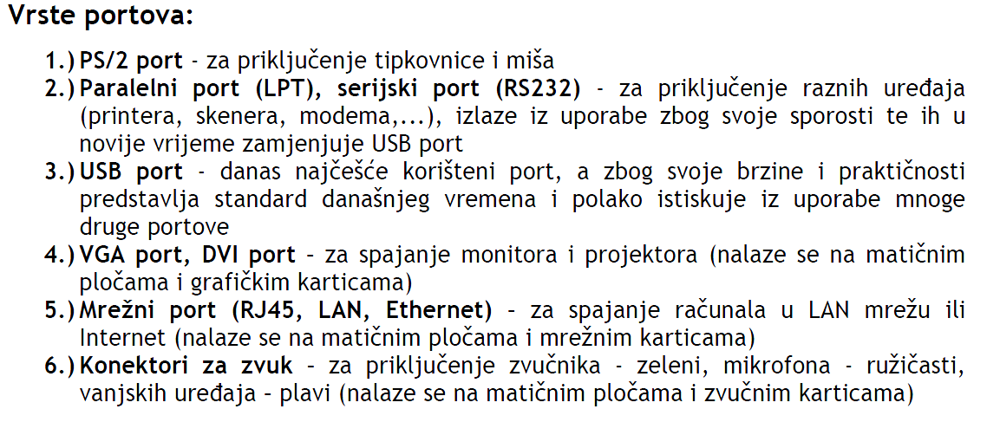 Vrste portova:
1.) PS/2 port - za priključenje tipkovnice i miša
2.) Paralelni port (LPT), serijski port (RS232) - za priključenje raznih uređaja
(printera, skenera, modema,...), izlaze iz uporabe zbog svoje sporosti te ih u
novije vrijeme zamjenjuje USB port
3.) USB port - danas najčešće korišteni port, a zbog svoje brzine i praktičnosti
predstavlja standard današnjeg vremena i polako istiskuje iz uporabe mnoge
druge portove
4.) VGA port, DVI port – za spajanje monitora i projektora (nalaze se na matičnim
pločama i grafičkim karticama)
5.) Mrežni port (RJ45, LAN, Ethernet) – za spajanje računala u LAN mrežu ili
Internet (nalaze se na matičnim pločama i mrežnim karticama)
6.) Konektori za zvuk – za priključenje zvučnika - zeleni, mikrofona - ružičasti,
vanjskih uređaja – plavi (nalaze se na matičnim pločama i zvučnim karticama)